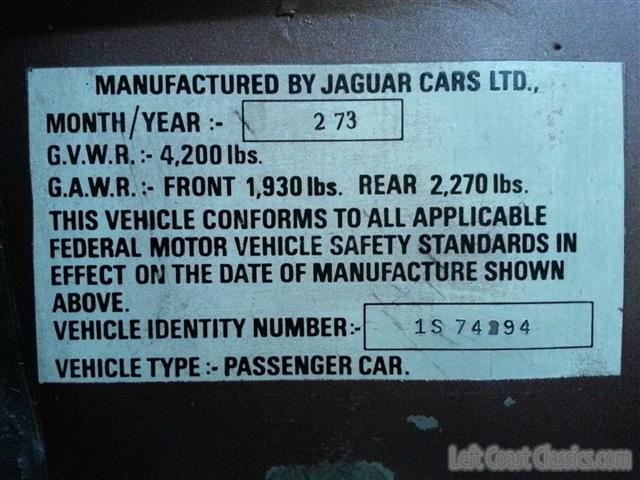 MANUFACTURED BY JAGUAR CARS LTD.,
MONTH/YEAR :- 2 73
G.V.W.R.:- 4,200 lbs.
G.A.W.R.:- FRONT 1,930 lbs. REAR 2,270 lbs.
THIS VEHICLE CONFORMS TO ALL APPLICABLE
FEDERAL MOTOR VEHICLE SAFETY STANDARDS IN
EFFECT ON THE DATE OF MANUFACTURE SHOWN
ABOVE.
VEHICLE IDENTITY NUMBER:- 1S
VEHICLE TYPE :- PASSENGER CAR.
Left Coast Classics.com